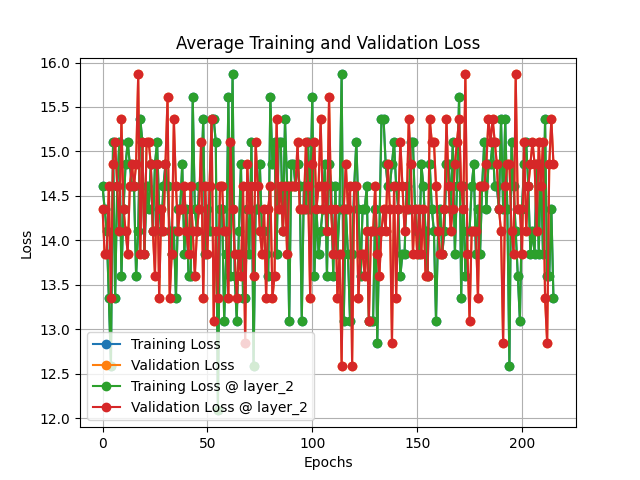 Average Training and Validation Loss
16.0
15.5
15.0
14.5
14.0
13.5
13.0
12.5
12.0
Loss
Training Loss
Validation Loss
Training Loss @ layer_2
Validation Loss @ layer_2
0 50 100 150 200
Epochs